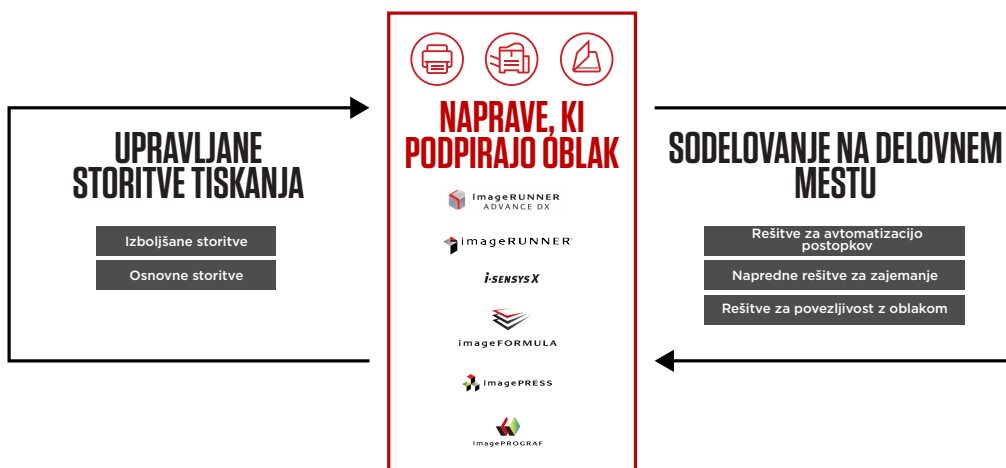 UPRAVLJANE
STORITVE TISKANJA
Izboljšane storitve
Osnovne storitve
NAPRAVE, KI
PODPIRAJO OBLAK
imageRUNNER
ADVANCE DX
imageRUNNER
i-SENSYS X
imageFORMULA
imagePRESS
imagePROGRAF
SODELOVANJE NA DELOVNEM
MESTU
Rešitve za avtomatizacijo
postopkov
Napredne rešitve za zajemanje
Rešitve za povezljivost z oblakom